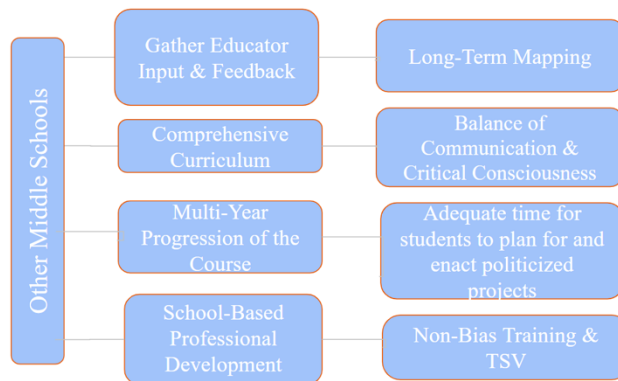 Other Middle Schools
Gather Educator
Input & Feedback
Long-Term Mapping
Comprehensive
Curriculum
Balance of
Communication &
Critical Consciousness
Multi-Year
Progression of the
Course
Adequate time for
students to plan for and
enact politicized
projects
School-Based
Professional
Development
Non-Bias Training &
TSV